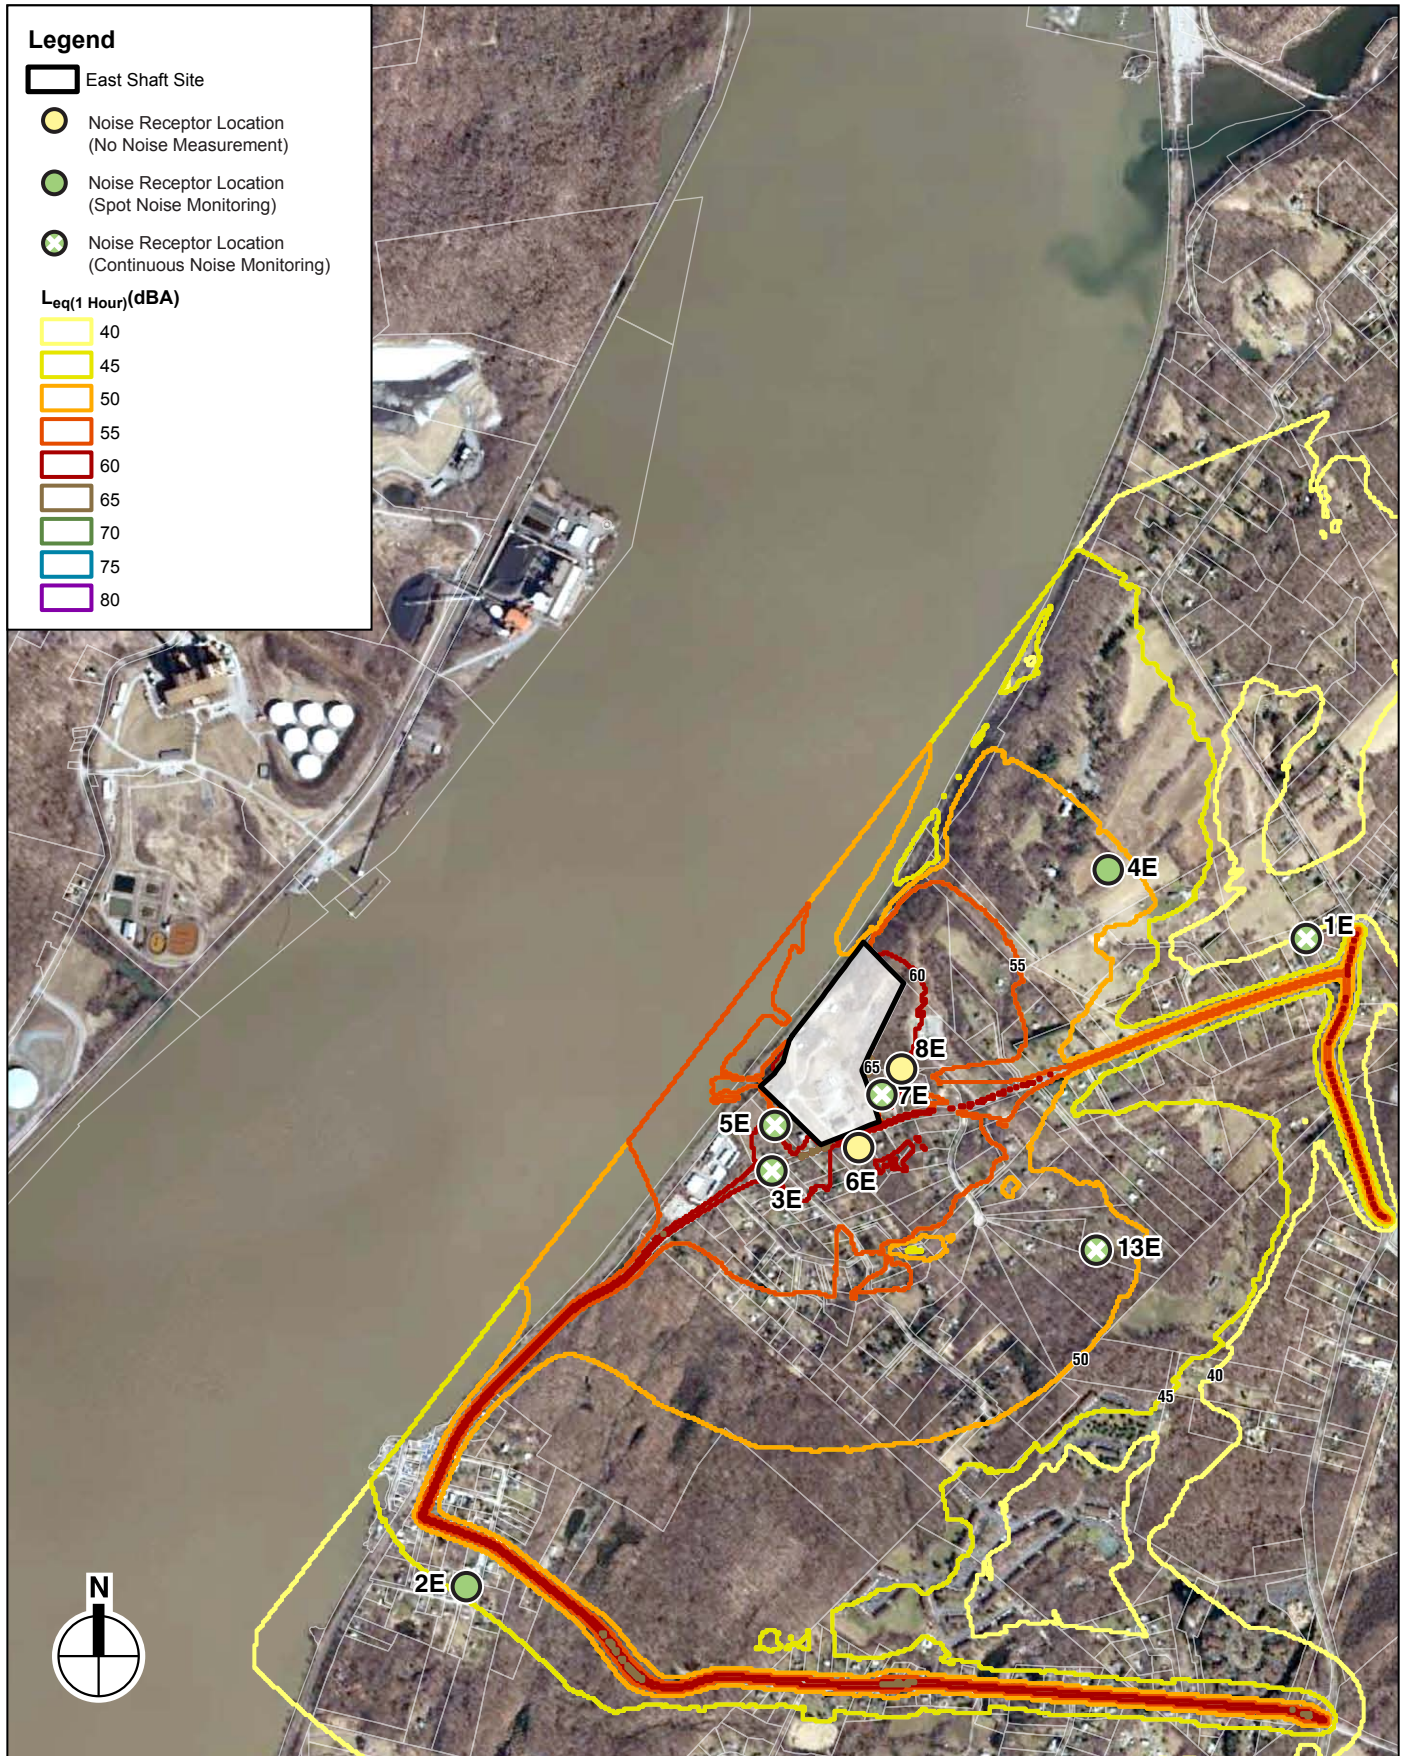 Legend
East Shaft Site
Noise Receptor Location
(No Noise Measurement)
Noise Receptor Location
(Spot Noise Monitoring)
Noise Receptor Location
(Continuous Noise Monitoring)
Leq(1 Hour)(dBA)
40
45
50
55
60
65
70
75
80
4E
1E
55
60
8E
65
7E
5E
6E
3E
13E
50
40
45
2E
N